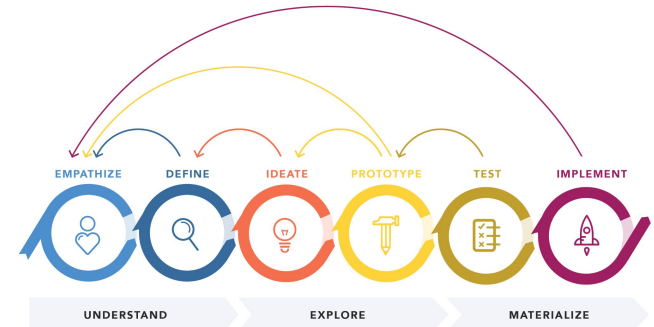 EMPATHIZE DEFINE IDEATE PROTOTYPE TEST IMPLEMENT
UNDERSTAND EXPLORE MATERIALIZE